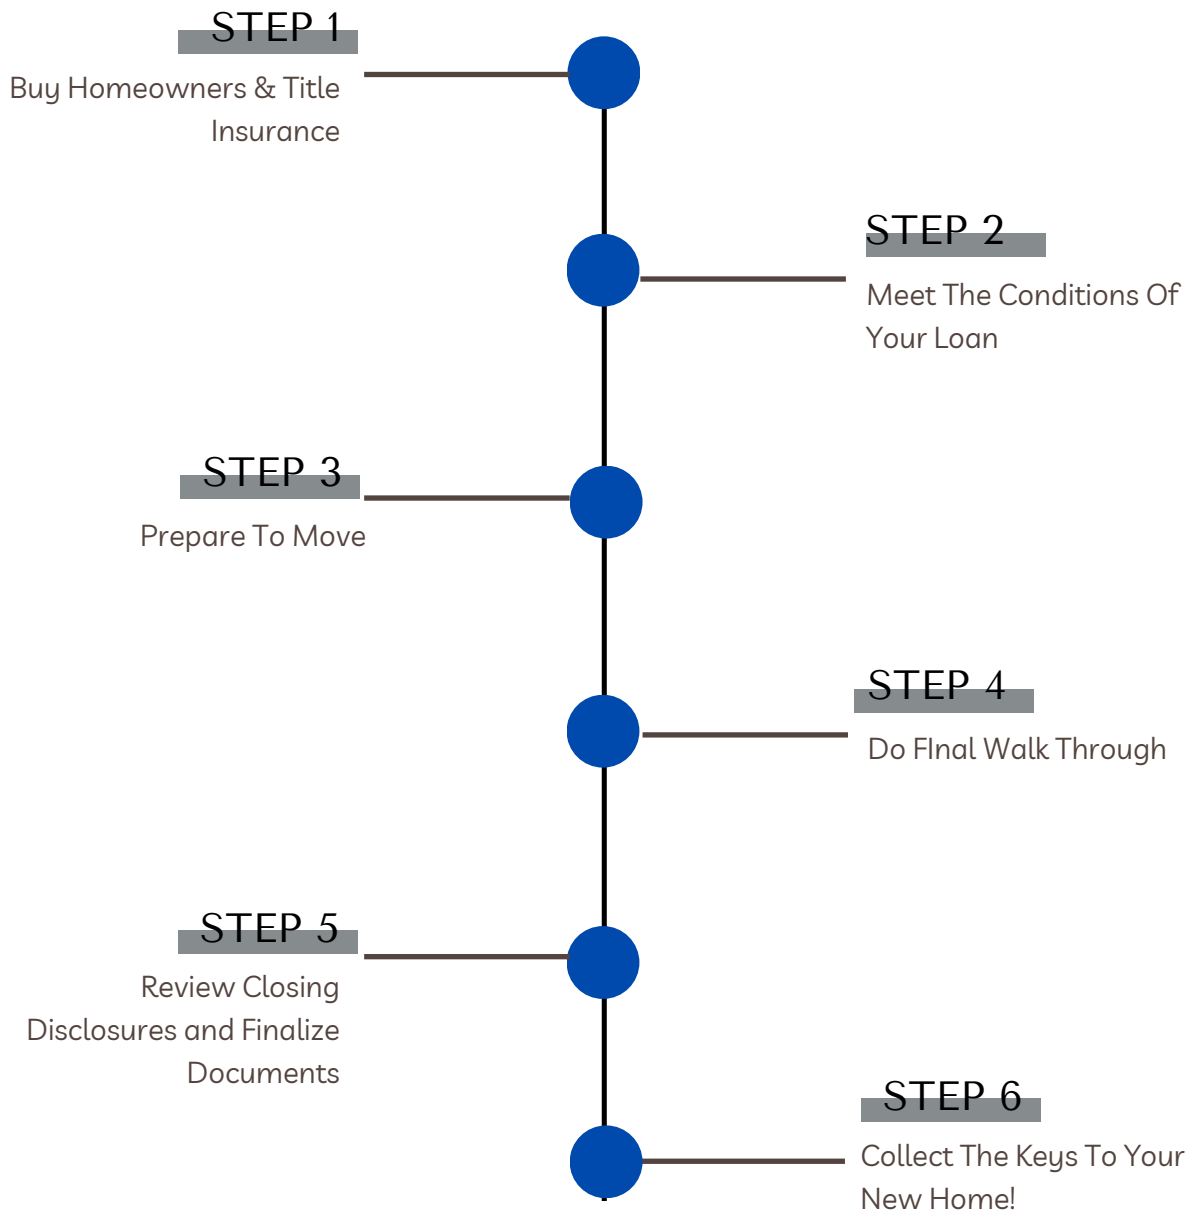 STEP 1
Buy Homeowners & Title
Insurance
STEP 2
Meet The Conditions Of
Your Loan
STEP 3
Prepare To Move
STEP 4
Do FInal Walk Through
STEP 5
Review Closing
Disclosures and Finalize
Documents
STEP 6
Collect The Keys To Your
New Home!